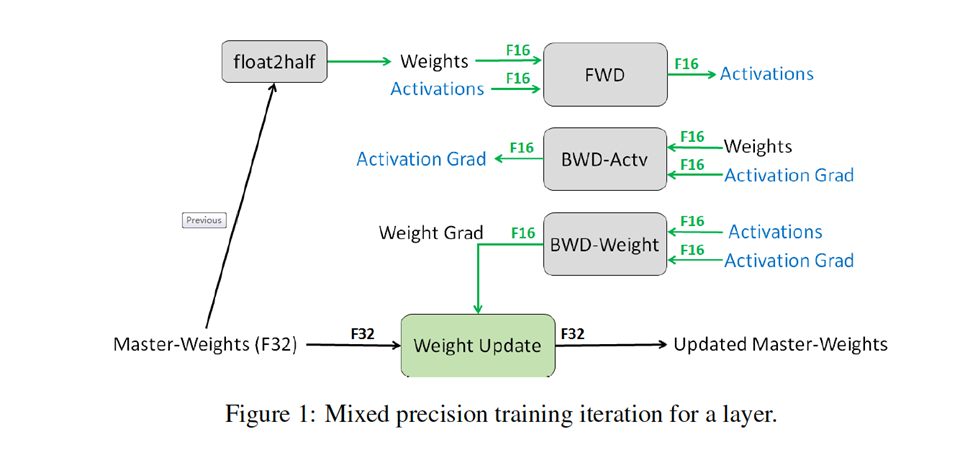 float2half
Weights F16
Activations F16
FWD
F16 Activations
Activation Grad F16
BWD-Actv
F16 Weights
F16 Activation Grad
Previous
Weight Grad F16
BWD-Weight
F16 Activations
F16 Activation Grad
Master-Weights (F32) F32 Weight Update F32 Updated Master-Weights
Figure 1: Mixed precision training iteration for a layer.